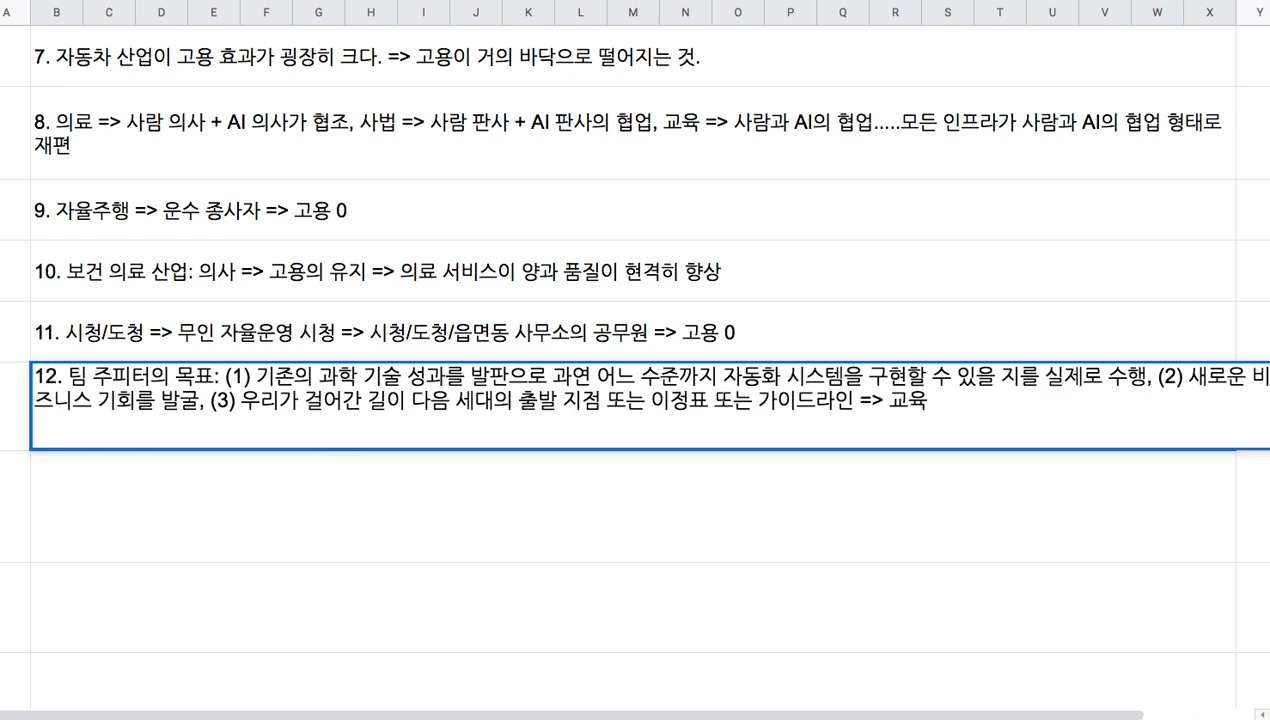 A B C D E F G H I J K L M N O P Q R S T U V W X Y
7. 자동차 산업이 고용 효과가 굉장히 크다. => 고용이 거의 바닥으로 떨어지는 것.
8. 의료 => 사람 의사 + AI 의사가 협조, 사법 => 사람 판사 + AI 판사의 협업, 교육 => 사람과 AI의 협업.....모든 인프라가 사람과 AI의 협업 형태로
재편
9. 자율주행 => 운수 종사자 => 고용 0
10. 보건 의료 산업: 의사 => 고용의 유지 => 의료 서비스이 양과 품질이 현격히 향상
11. 시청/도청 => 무인 자율운영 시청 => 시청/도청/읍면동 사무소의 공무원 => 고용 0
12. 팀 주피터의 목표: (1) 기존의 과학 기술 성과를 발판으로 과연 어느 수준까지 자동화 시스템을 구현할 수 있을 지를 실제로 수행, (2) 새로운 비
즈니스 기회를 발굴, (3) 우리가 걸어간 길이 다음 세대의 출발 지점 또는 이정표 또는 가이드라인 => 교육